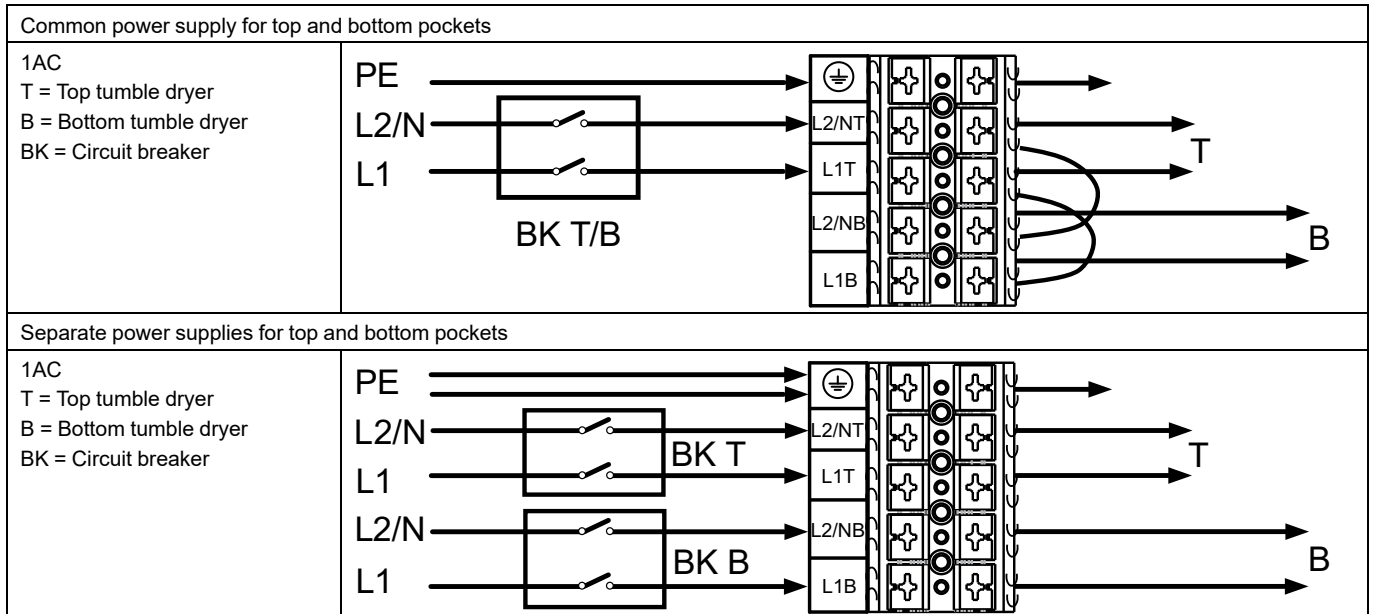 Common power supply for top and bottom pockets
1AC
T = Top tumble dryer
B = Bottom tumble dryer
BK = Circuit breaker
PE
L2/N
L1
BK T/B
L2/NT
L1T
L2/NB
L1B
T
B
Separate power supplies for top and bottom pockets
1AC
T = Top tumble dryer
B = Bottom tumble dryer
BK = Circuit breaker
PE
L2/N
L1
BK T
L2/N
L1
BK B
L2/NT
L1T
L2/NB
L1B
T
B